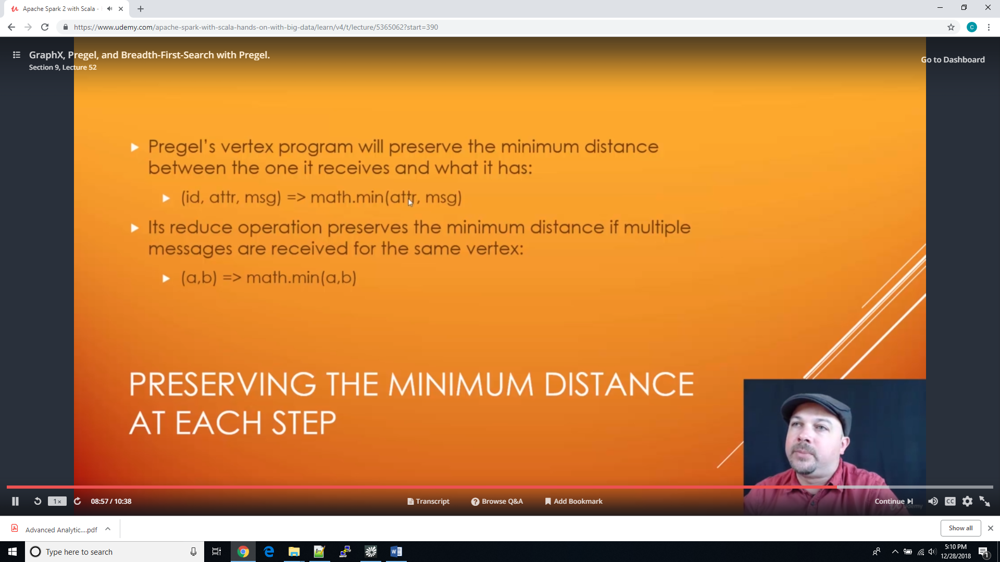 Apache Spark 2 with Scala -
https://www.udemy.com/apache-spark-with-scala-hands-on-with-big-data/learn/v4/t/lecture/5365062?start=390
C
GraphX, Pregel, and Breadth-First-Search with Pregel.
Section 9, Lecture 52
Go to Dashboard
Pregel’s vertex program will preserve the minimum distance
between the one it receives and what it has:
(id, attr, msg) => math.min(attr, msg)
Its reduce operation preserves the minimum distance if multiple
messages are received for the same vertex:
(a,b) => math.min(a,b)
PRESERVING THE MINIMUM DISTANCE
AT EACH STEP
1×
08:57 / 10:38
Transcript
Browse Q&A
Add Bookmark
Continue
CC
udemy
Advanced Analytic....pdf
Show all
Type here to search
5:10 PM
12/28/2018
1